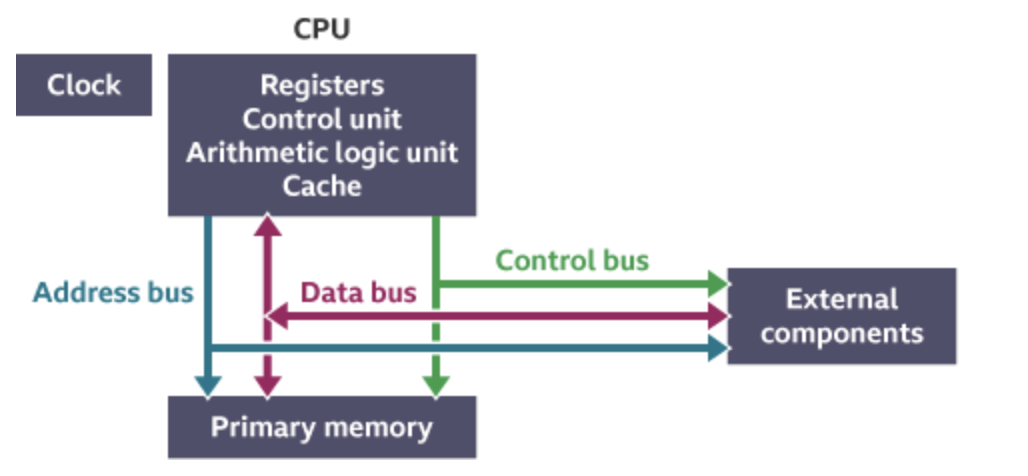 CPU
Clock
Registers
Control unit
Arithmetic logic unit
Cache
Control bus
Address bus
Data bus
External
components
Primary memory